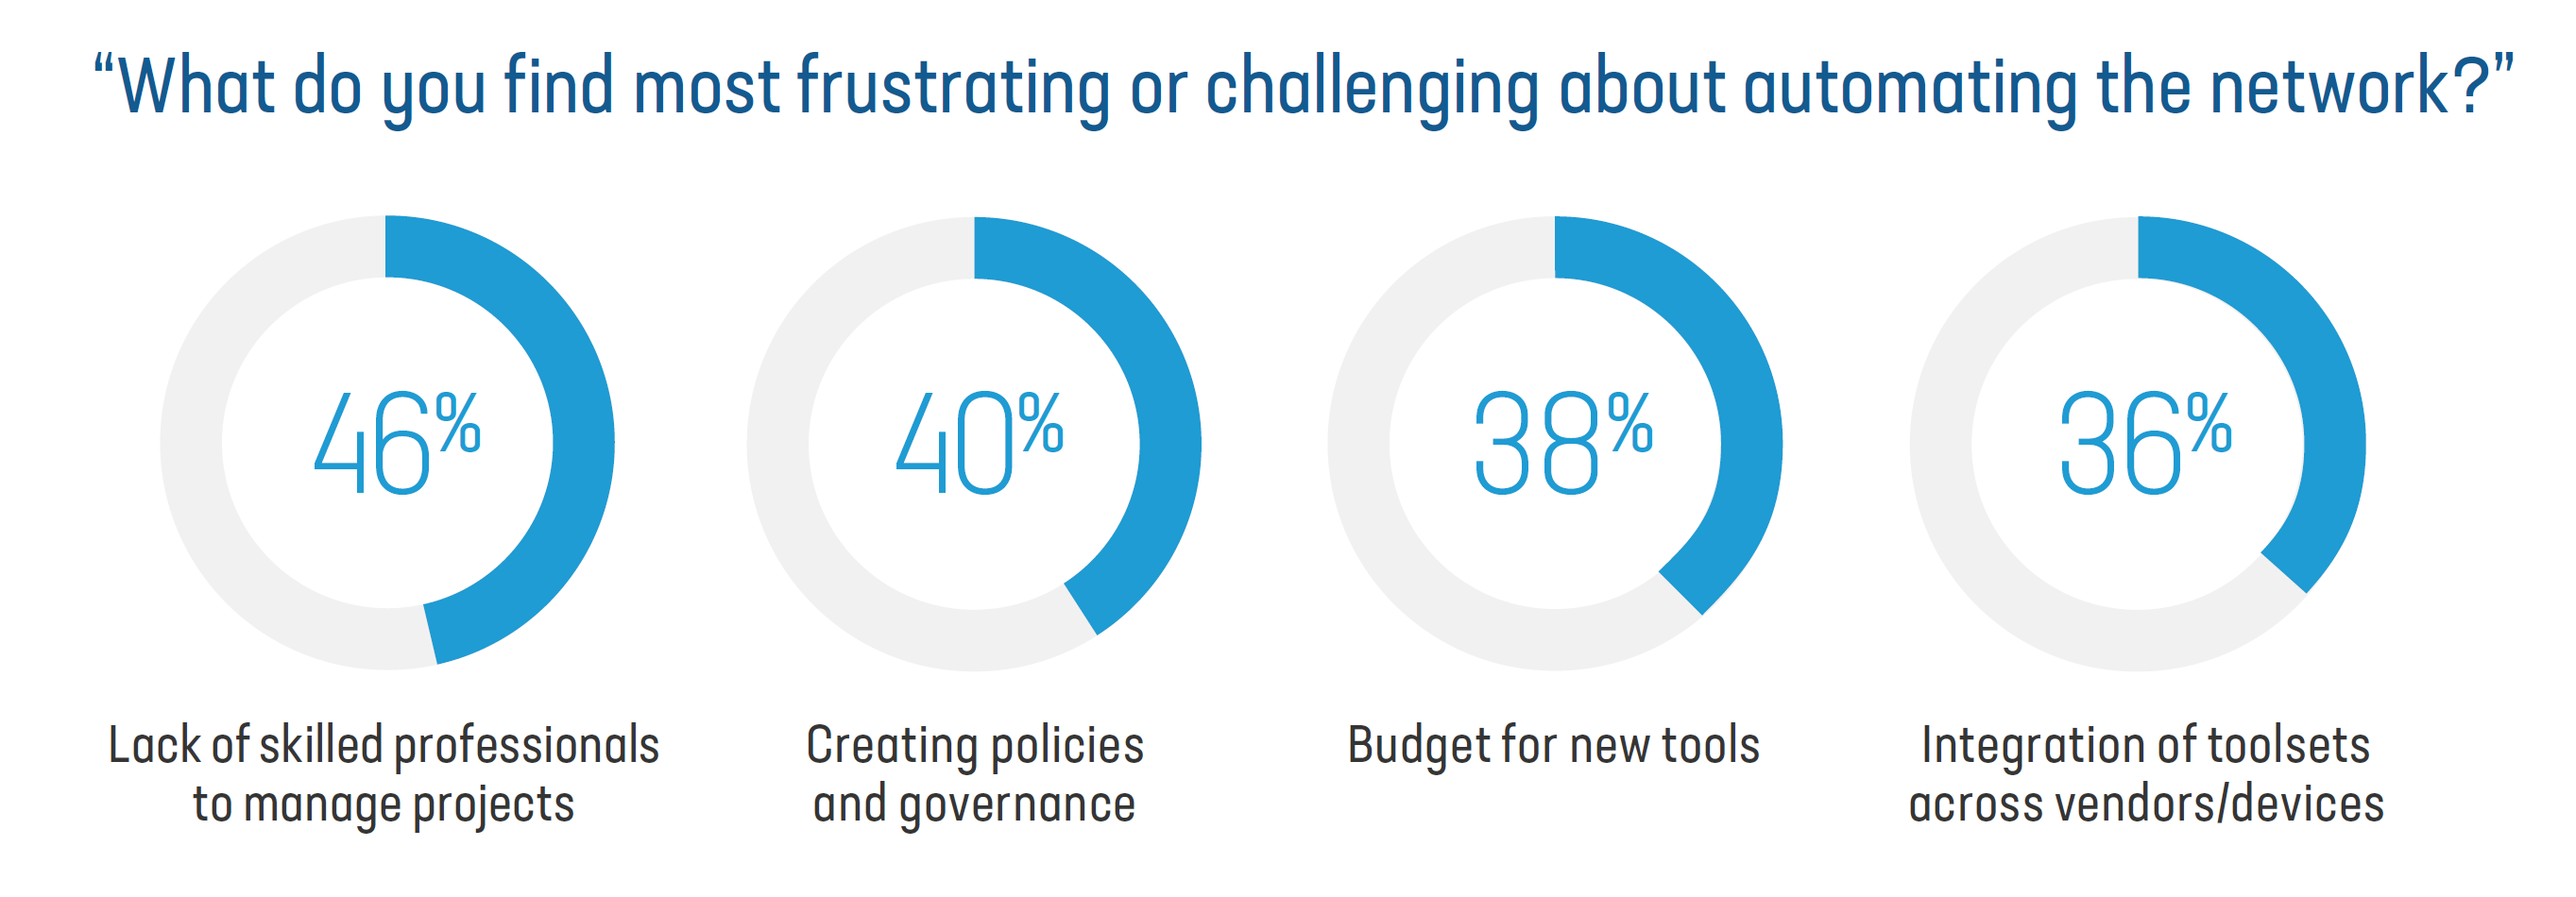 “What do you find most frustrating or challenging about automating the network?”
46%
40%
38%
36%
Lack of skilled professionals
to manage projects
Creating policies
and governance
Budget for new tools
Integration of toolsets
across vendors/devices